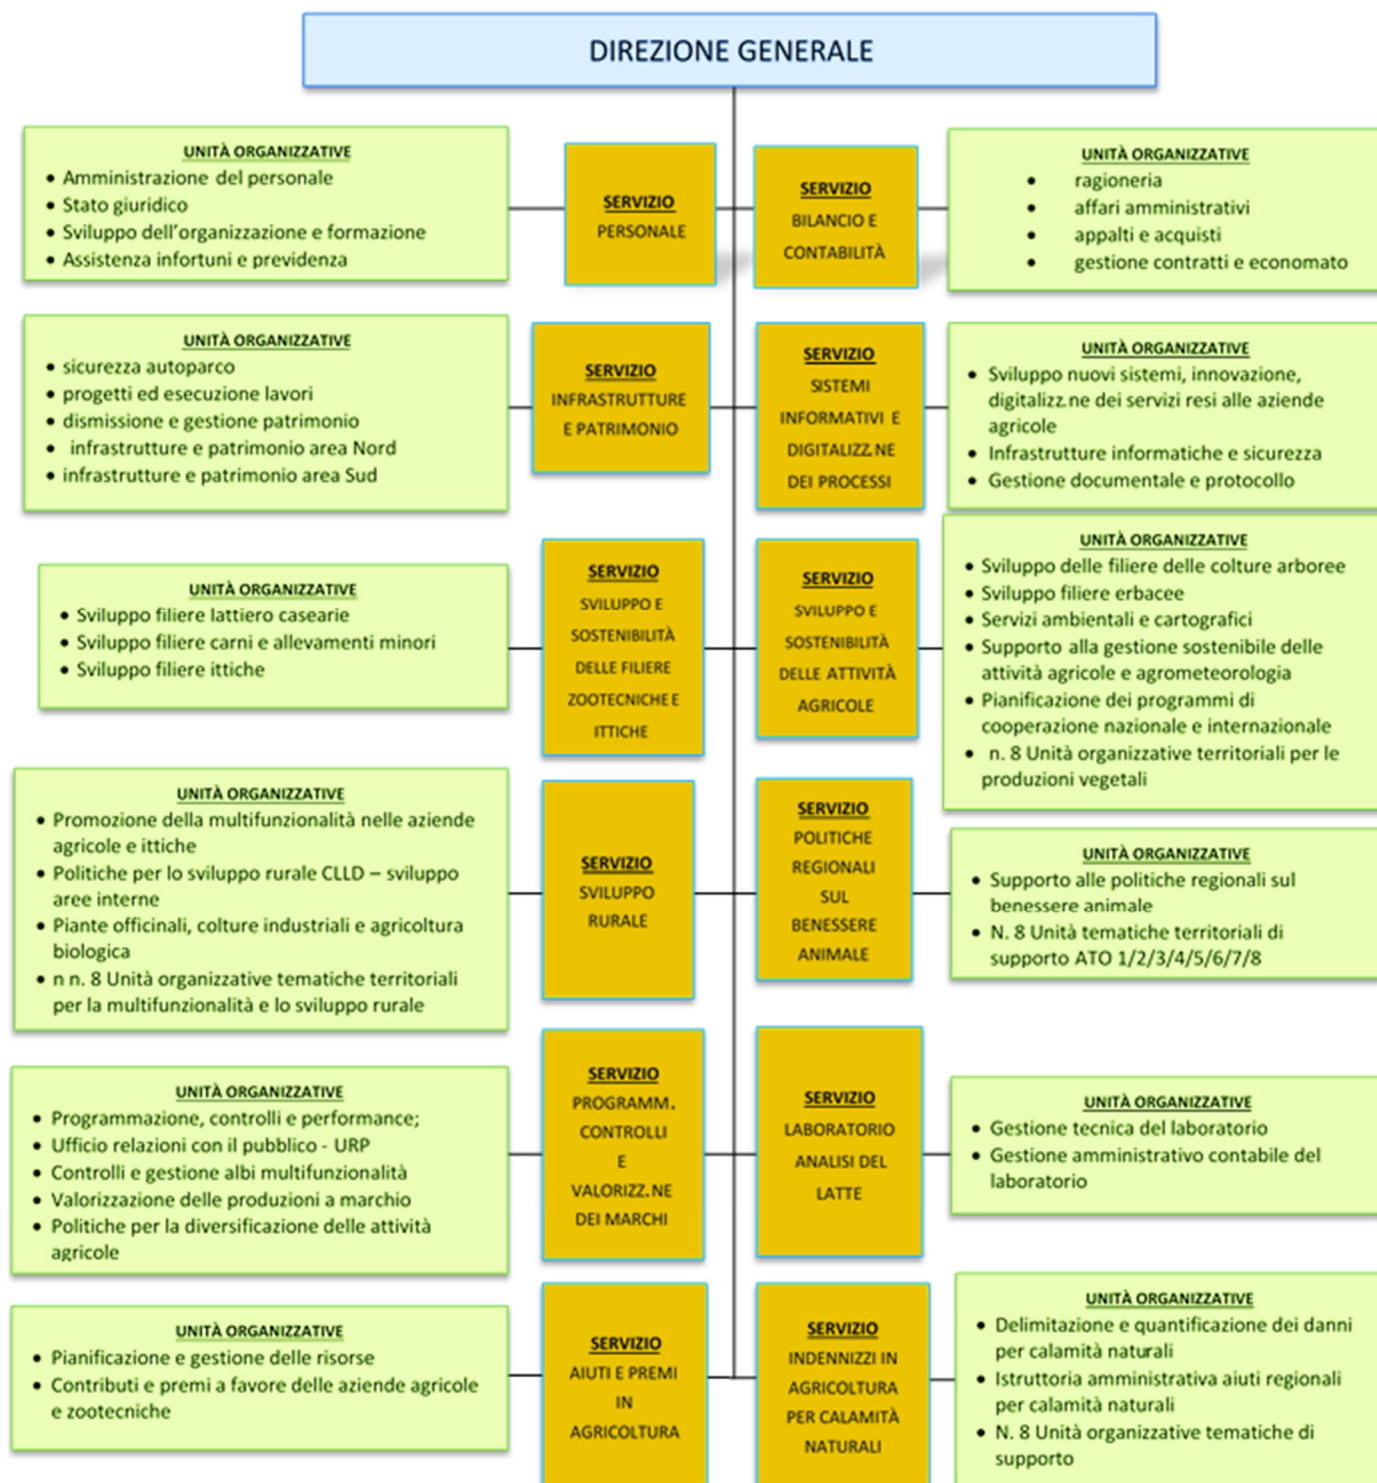 DIREZIONE GENERALE
UNITÀ ORGANIZZATIVE
• Amministrazione del personale
• Stato giuridico
• Sviluppo dell'organizzazione e formazione
• Assistenza infortuni e previdenza
SERVIZIO
PERSONALE
SERVIZIO
BILANCIO E
CONTABILITÀ
UNITÀ ORGANIZZATIVE
• ragioneria
• affari amministrativi
• appalti e acquisti
• gestione contratti e economato
UNITÀ ORGANIZZATIVE
• sicurezza autoparco
• progetti ed esecuzione lavori
• dismissione e gestione patrimonio
• infrastrutture e patrimonio area Nord
• infrastrutture e patrimonio area Sud
SERVIZIO
INFRASTRUTTURE
E PATRIMONIO
SERVIZIO
SISTEMI
INFORMATIVI E
DIGITALIZZ.NE
DEI PROCESSI
UNITÀ ORGANIZZATIVE
• Sviluppo nuovi sistemi, innovazione,
digitalizz.ne dei servizi resi alle aziende
agricole
• Infrastrutture informatiche e sicurezza
• Gestione documentale e protocollo
UNITÀ ORGANIZZATIVE
• Sviluppo filiere lattiero casearie
• Sviluppo filiere carni e allevamenti minori
• Sviluppo filiere ittiche
SERVIZIO
SVILUPPO E
SOSTENIBILITÀ
DELLE FILIERE
ZOOTECNICHE E
ITTICHE
SERVIZIO
SVILUPPO E
SOSTENIBILITÀ
DELLE ATTIVITÀ
AGRICOLE
UNITÀ ORGANIZZATIVE
• Sviluppo delle filiere delle colture arboree
• Sviluppo filiere erbacee
• Servizi ambientali e cartografici
• Supporto alla gestione sostenibile delle
attività agricole e agrometeorologia
• Pianificazione dei programmi di
cooperazione nazionale e internazionale
• n. 8 Unità organizzative territoriali per le
produzioni vegetali
UNITÀ ORGANIZZATIVE
• Promozione della multifunzionalità nelle aziende
agricole e ittiche
• Politiche per lo sviluppo rurale CLLD – sviluppo
aree interne
• Piante officinali, colture industriali e agricoltura
biologica
• n n. 8 Unità organizzative tematiche territoriali
per la multifunzionalità e lo sviluppo rurale
SERVIZIO
SVILUPPO
RURALE
SERVIZIO
POLITICHE
REGIONALI
SUL
BENESSERE
ANIMALE
UNITÀ ORGANIZZATIVE
• Supporto alle politiche regionali sul
benessere animale
• N. 8 Unità tematiche territoriali di
supporto ATO 1/2/3/4/5/6/7/8
UNITÀ ORGANIZZATIVE
• Programmazione, controlli e performance;
• Ufficio relazioni con il pubblico - URP
• Controlli e gestione albi multifunzionalità
• Valorizzazione delle produzioni a marchio
• Politiche per la diversificazione delle attività
agricole
SERVIZIO
PROGRAMM.
CONTROLLI
E
VALORIZZ.NE
DEI MARCHI
SERVIZIO
LABORATORIO
ANALISI DEL
LATTE
UNITÀ ORGANIZZATIVE
• Gestione tecnica del laboratorio
• Gestione amministrativo contabile del
laboratorio
UNITÀ ORGANIZZATIVE
• Pianificazione e gestione delle risorse
• Contributi e premi a favore delle aziende agricole
e zootecniche
SERVIZIO
AIUTI E PREMI
IN
AGRICOLTURA
SERVIZIO
INDENNIZZI IN
AGRICOLTURA
PER CALAMITÀ
NATURALI
UNITÀ ORGANIZZATIVE
• Delimitazione e quantificazione dei danni
per calamità naturali
• Istruttoria amministrativa aiuti regionali
per calamità naturali
• N. 8 Unità organizzative tematiche di
supporto